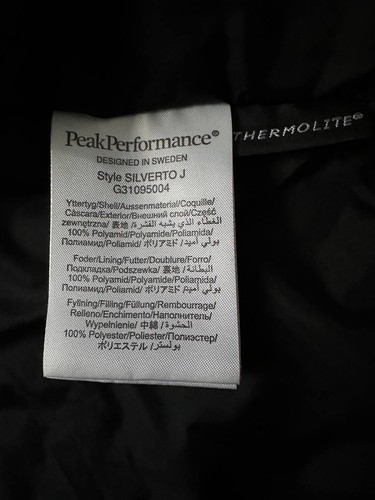 PeakPerformance®
THERMOLITE®
DESIGNED IN SWEDEN
Style SILVERTO J
G31095004
Yttertyg/Shell/Aussenmaterial/Coquille/
Cáscara/Exterior/Внешний слой/Część
zewnętrzna/ 表地 / الغطاء الذي يشبه القشرة/
100% Polyamid/Polyamide/Poliamida/
Полиамид/Poliamid/ ポリアミド / بولي أميد
Foder/Lining/Futter/Doublure/Forro/
Подкладка/Podszewka/ 裏地 / البطانة/
100% Polyamid/Polyamide/Poliamida/
Полиамид/Poliamid/ ポリアミド / بولي أميد
Fyllning/Filling/Füllung/Rembourrage/
Relleno/Enchimento/Наполнитель/
Wypełnienie/ 中綿 / الحشوة/
100% Polyester/Poliester/Полиэстер/
ポリエステル / بوليستر/